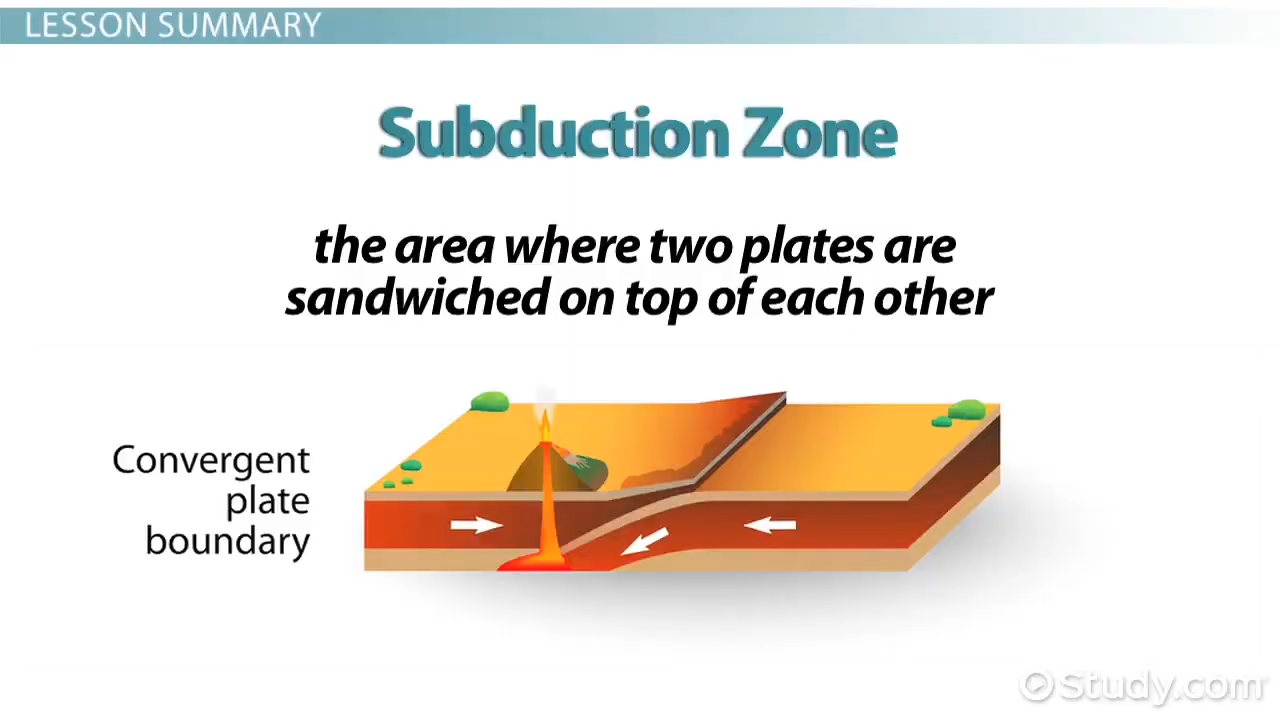 LESSON SUMMARY
Subduction Zone
the area where two plates are
sandwiched on top of each other
Convergent
plate
boundary
Study.com